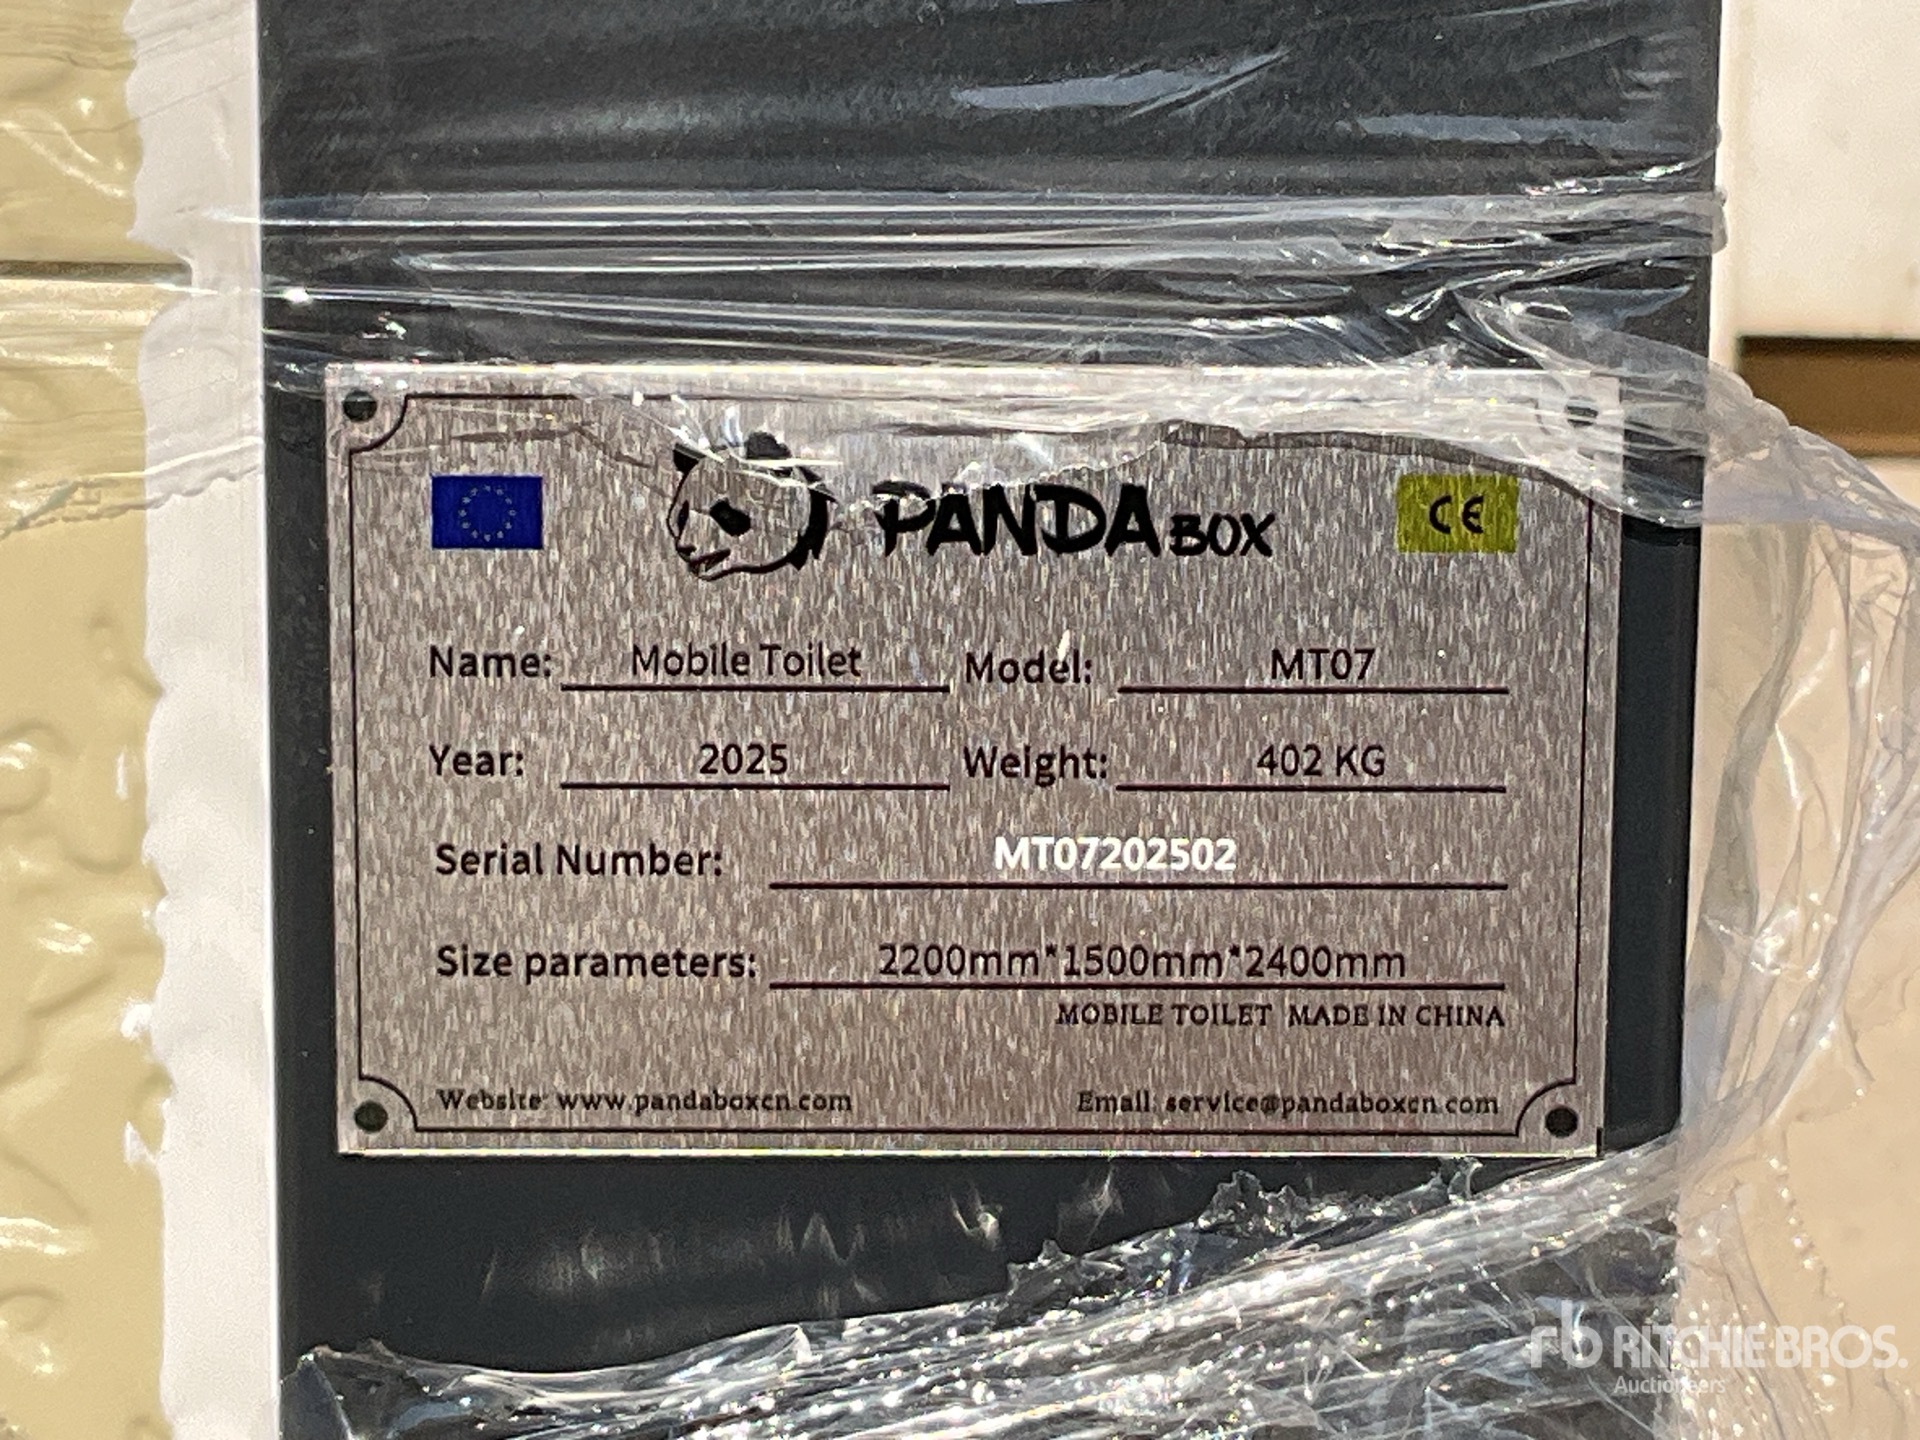 PANDA BOX
CE
Name: Mobile Toilet Model: MT07
Year: 2025 Weight: 402 KG
Serial Number: MT07202502
Size parameters: 2200mm*1500mm*2400mm
MOBILE TOILET MADE IN CHINA
Website: www.pandaboxcn.com Email: service@pandaboxcn.com
rb RITCHIE BROS.
Auctioneers